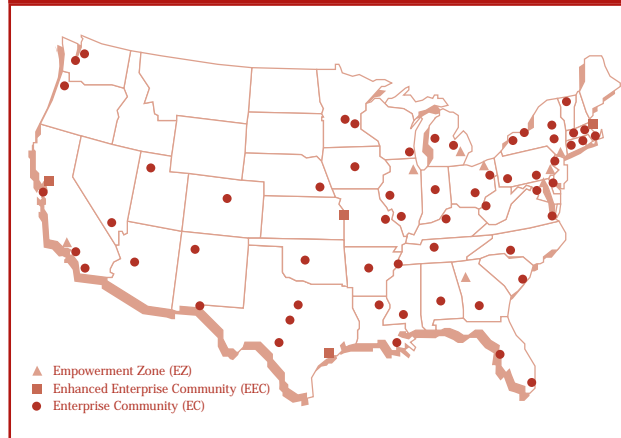 Empowerment Zone (EZ)
Enhanced Enterprise Community (EEC)
Enterprise Community (EC)